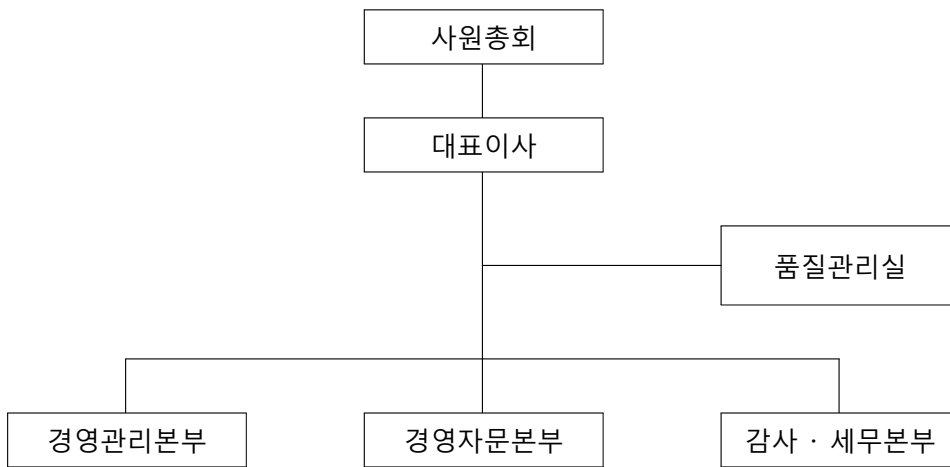 사원총회
대표이사
품질관리실
경영관리본부
경영자문본부
감사 · 세무본부